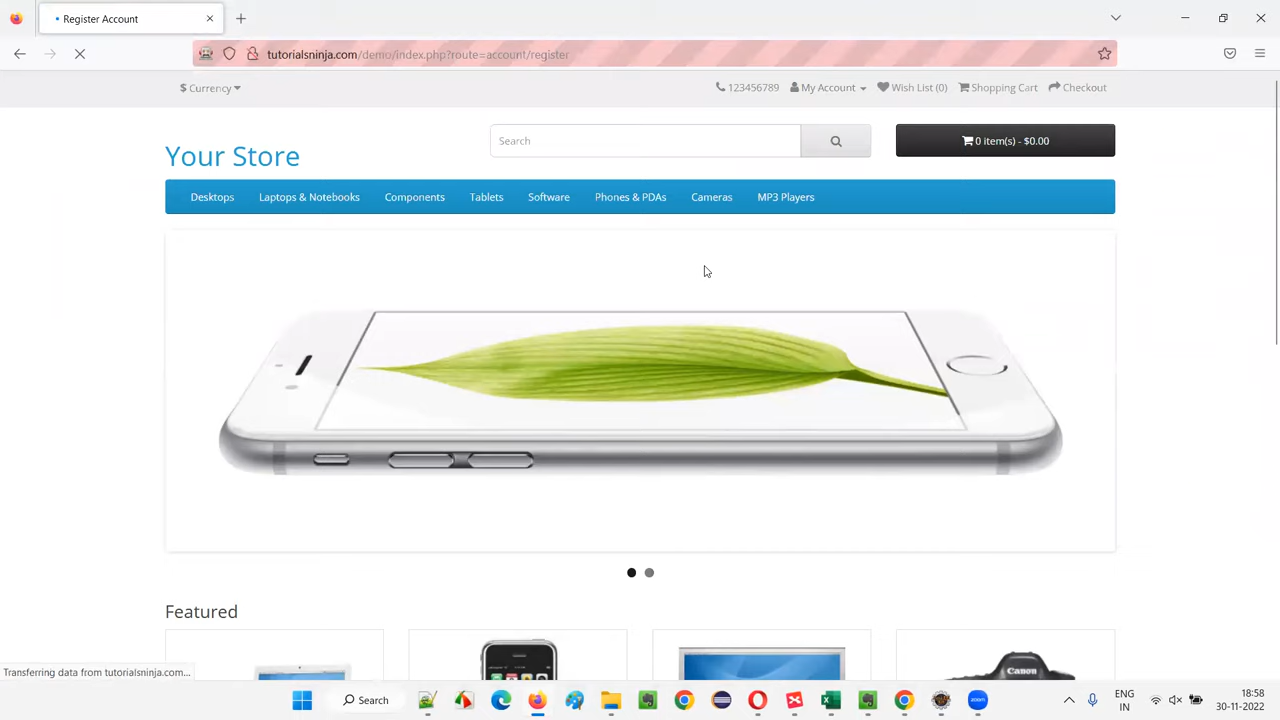 Register Account
tutorialsninja.com/demo/index.php?route=account/register
$ Currency
123456789 My Account Wish List (0) Shopping Cart Checkout
Your Store
Search
0 item(s) - $0.00
Desktops Laptops & Notebooks Components Tablets Software Phones & PDAs Cameras MP3 Players
Featured
Canon
Transferring data from tutorialsninja.com...
Search
zoom
ENG
IN
18:58
30-11-2022